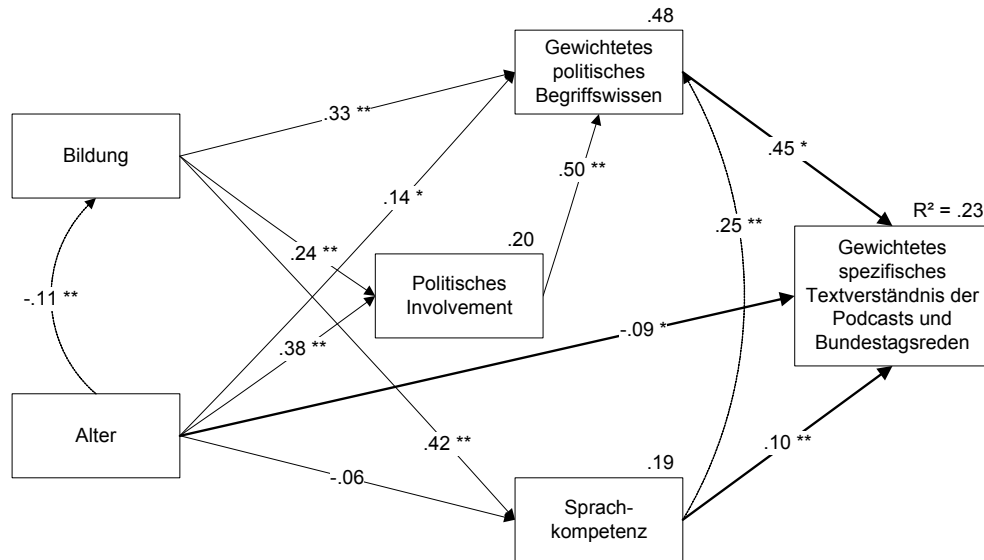 .48
Gewichtetes
politisches
Begriffswissen
.33 **
Bildung
.45 *
.50 **
.14 *
R² = .23
.25 **
.20
Gewichtetes
spezifisches
Textverständnis der
Podcasts und
Bundestagsreden
.24 **
Politisches
Involvement
-.11 **
-.09 *
.38 **
Alter
.42 **
.10 **
.19
-.06
Sprach-
kompetenz